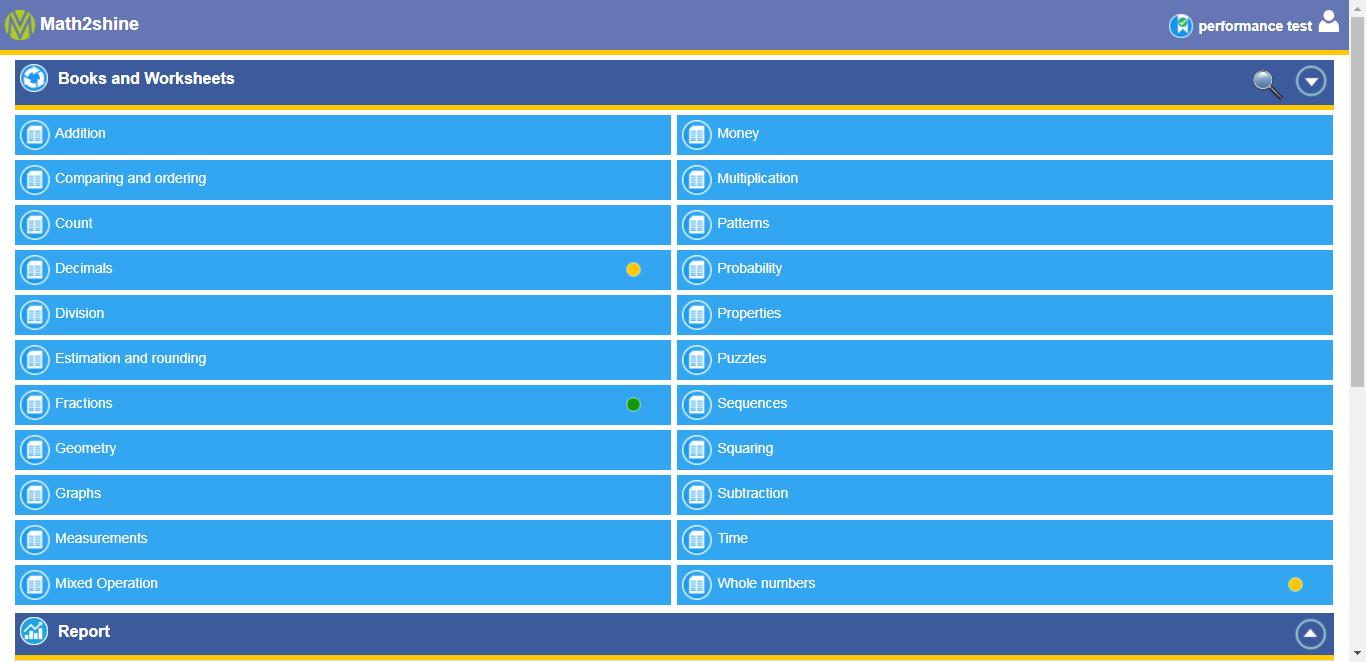 Math2shine
performance test
Books and Worksheets
Addition
Comparing and ordering
Count
Decimals
Division
Estimation and rounding
Fractions
Geometry
Graphs
Measurements
Mixed Operation
Money
Multiplication
Patterns
Probability
Properties
Puzzles
Sequences
Squaring
Subtraction
Time
Whole numbers
Report